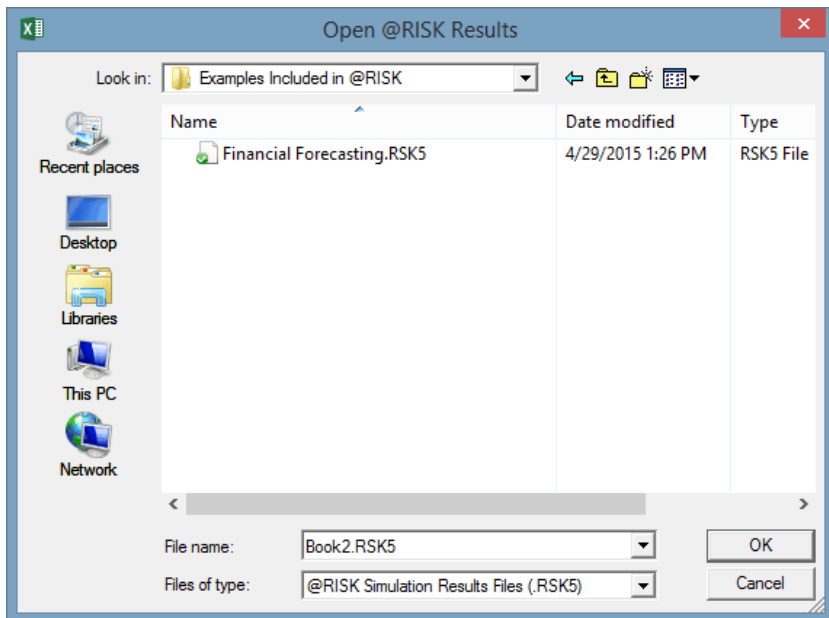 Open @RISK Results
Look in: Examples Included in @RISK
Name Date modified Type
Financial Forecasting.RSK5 4/29/2015 1:26 PM RSK5 File
Recent places
Desktop
Libraries
This PC
Network
File name: Book2.RSK5 OK
Files of type: @RISK Simulation Results Files (.RSK5) Cancel